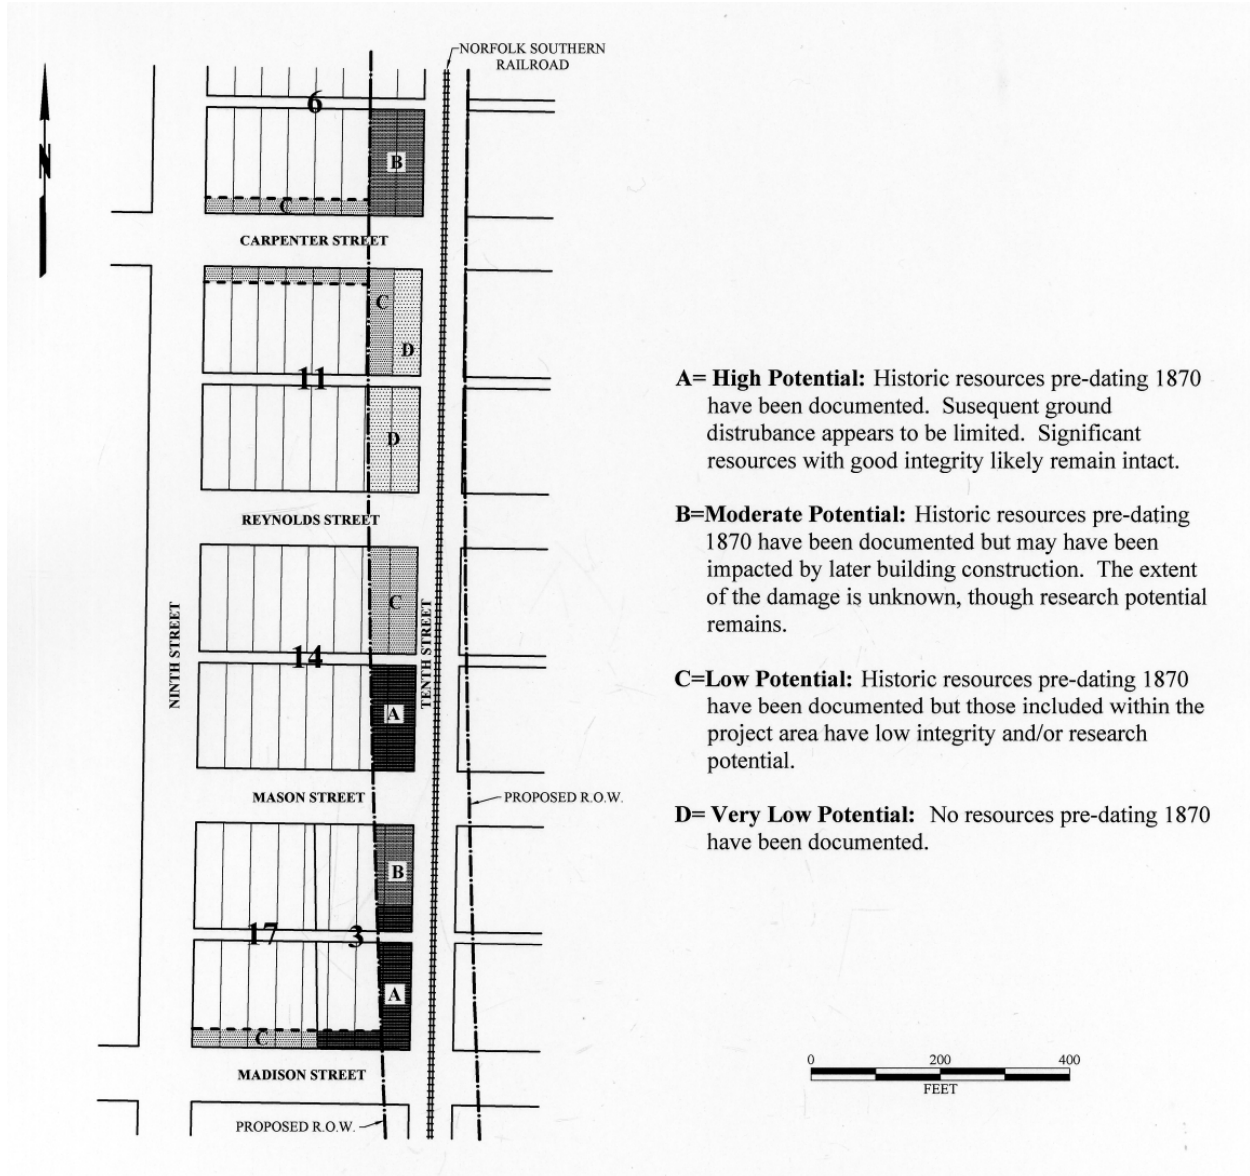 NORFOLK SOUTHERN
RAILROAD
6
N
B
C
CARPENTER STREET
C
D
11
D
REYNOLDS STREET
C
NINTH STREET
TENTH STREET
14
A
MASON STREET
PROPOSED R.O.W.
B
17
3
A
C
MADISON STREET
PROPOSED R.O.W.
A= High Potential: Historic resources pre-dating 1870
have been documented. Susequent ground
distrubance appears to be limited. Significant
resources with good integrity likely remain intact.
B=Moderate Potential: Historic resources pre-dating
1870 have been documented but may have been
impacted by later building construction. The extent
of the damage is unknown, though research potential
remains.
C=Low Potential: Historic resources pre-dating 1870
have been documented but those included within the
project area have low integrity and/or research
potential.
D= Very Low Potential: No resources pre-dating 1870
have been documented.
0 200 400
FEET